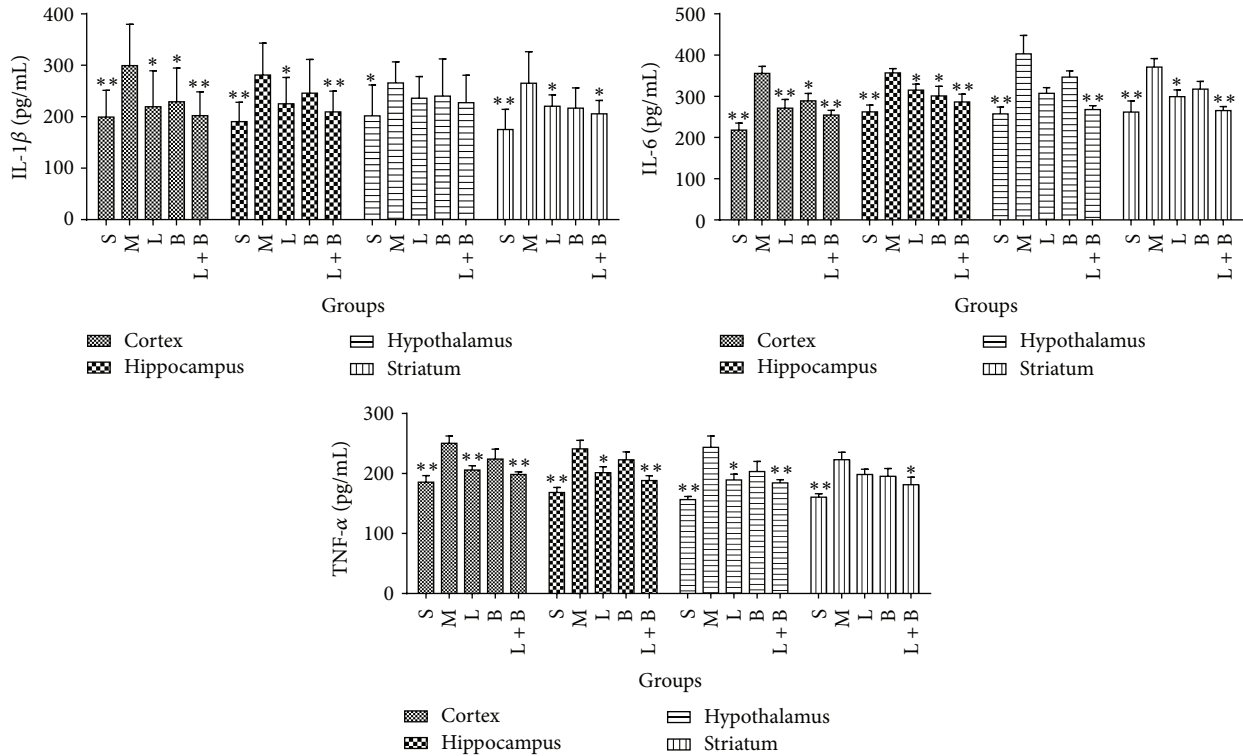 IL-1β (pg/mL)
400
300
200
100
0
** * * **
** * **
*
** * *
S M L B L + B S M L B L + B S M L B L + B S M L B L + B
Groups
Cortex Hypothalamus
Hippocampus Striatum
IL-6 (pg/mL)
500
400
300
200
100
0
** ** * **
** * * **
** **
** * **
S M L B L + B S M L B L + B S M L B L + B S M L B L + B
Groups
Cortex Hypothalamus
Hippocampus Striatum
TNF-α (pg/mL)
300
200
100
0
** ** **
** * **
** * **
** *
S M L B L + B S M L B L + B S M L B L + B S M L B L + B
Groups
Cortex Hypothalamus
Hippocampus Striatum